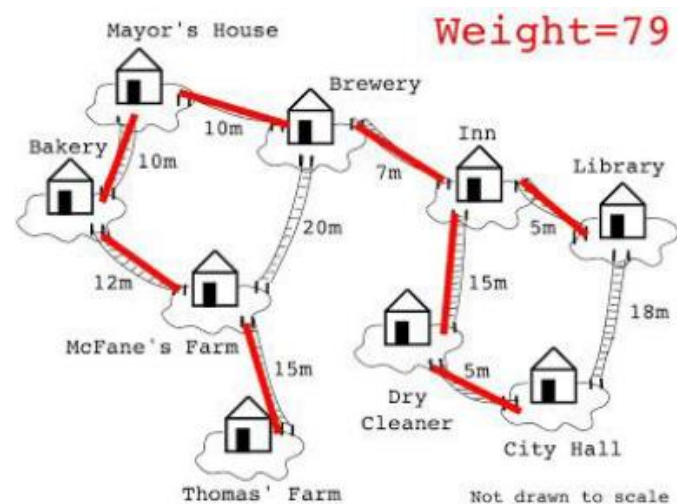 Weight=79
Mayor's House
Brewery
10m
Inn
Bakery
10m
7m
Library
20m
5m
12m
15m
18m
McFane's Farm
15m
5m
Dry
Cleaner
City Hall
Thomas' Farm
Not drawn to scale